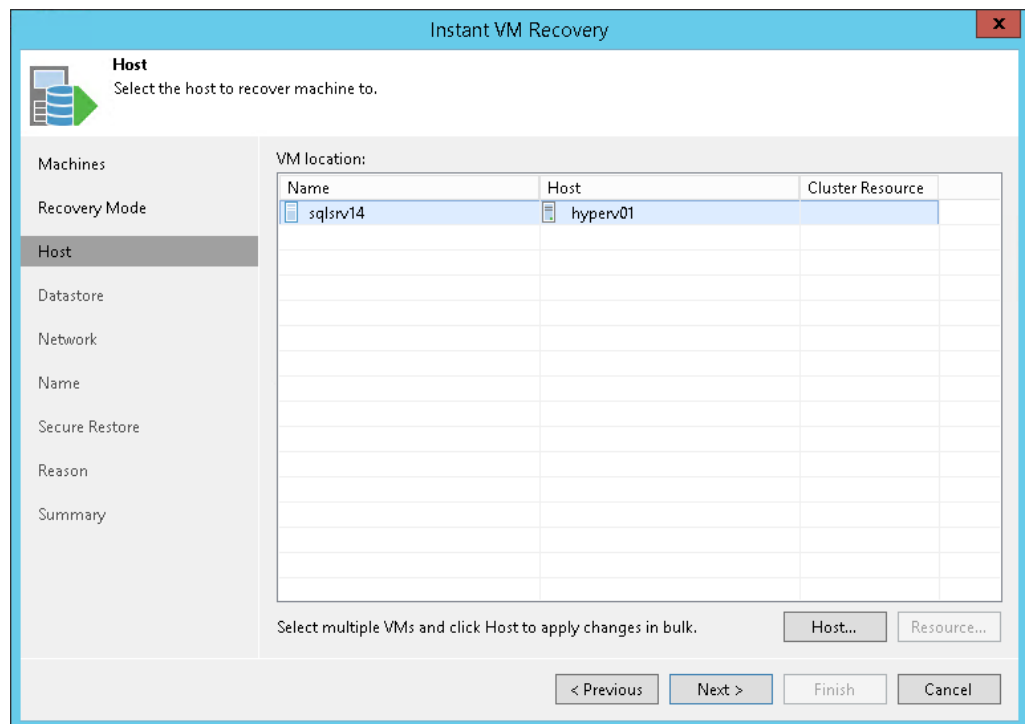 Instant VM Recovery
x
Host
Select the host to recover machine to.
Machines
Recovery Mode
Host
Datastore
Network
Name
Secure Restore
Reason
Summary
VM location:
Name Host Cluster Resource
sqlsrv14 hyperv01
Select multiple VMs and click Host to apply changes in bulk. Host... Resource...
< Previous Next > Finish Cancel